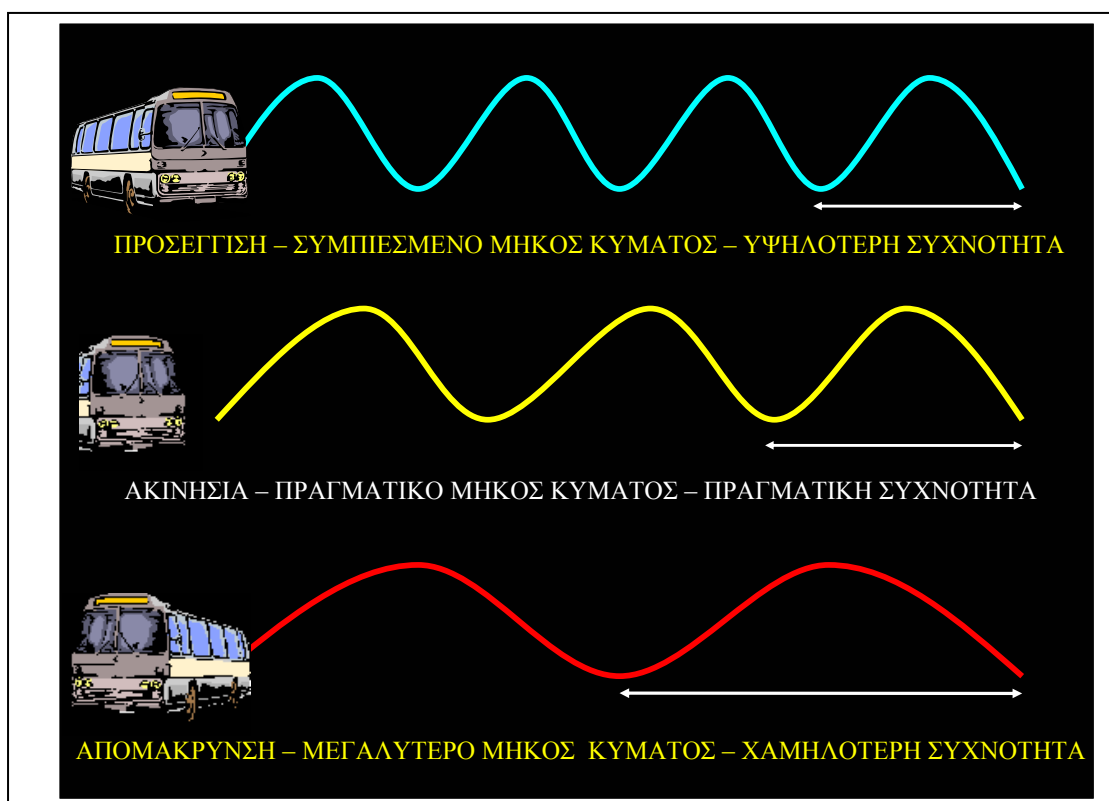 ΠΡΟΣΕΓΓΙΣΗ – ΣΥΜΠΙΕΣΜΕΝΟ ΜΗΚΟΣ ΚΥΜΑΤΟΣ – ΥΨΗΛΟΤΕΡΗ ΣΥΧΝΟΤΗΤΑ
ΑΚΙΝΗΣΙΑ – ΠΡΑΓΜΑΤΙΚΟ ΜΗΚΟΣ ΚΥΜΑΤΟΣ – ΠΡΑΓΜΑΤΙΚΗ ΣΥΧΝΟΤΗΤΑ
ΑΠΟΜΑΚΡΥΝΣΗ – ΜΕΓΑΛΥΤΕΡΟ ΜΗΚΟΣ ΚΥΜΑΤΟΣ – ΧΑΜΗΛΟΤΕΡΗ ΣΥΧΝΟΤΗΤΑ